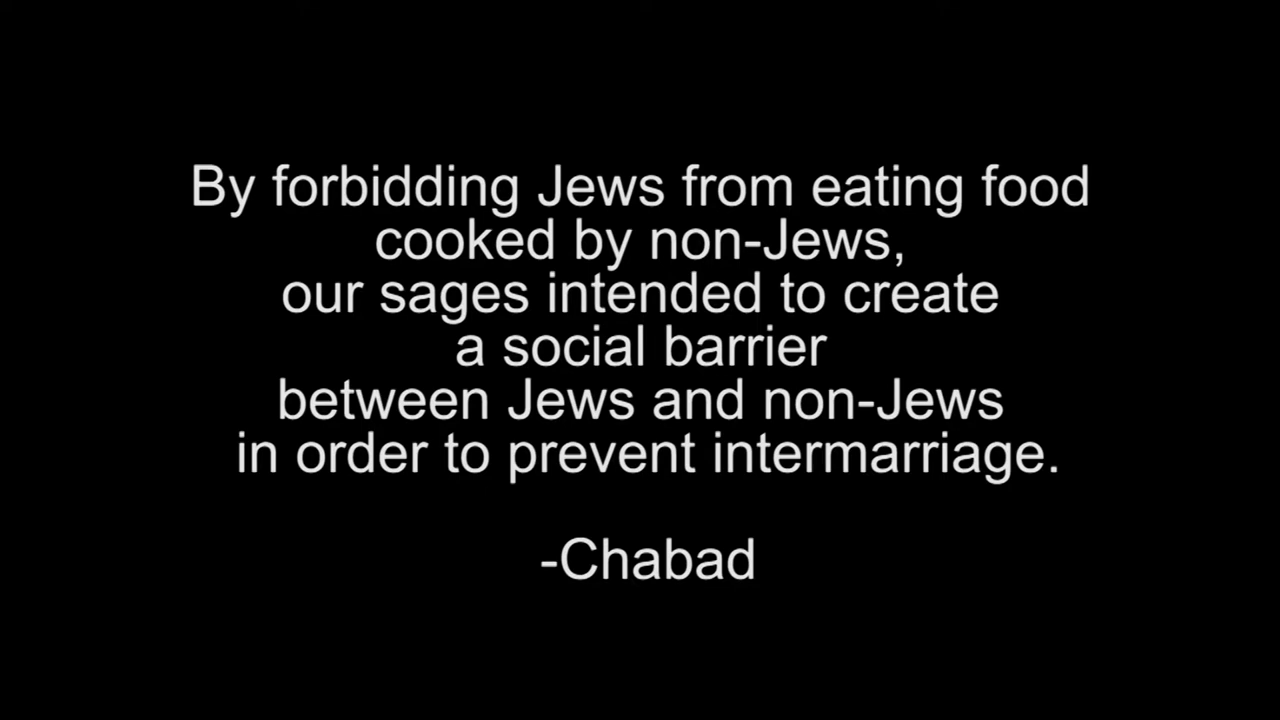 By forbidding Jews from eating food
cooked by non-Jews,
our sages intended to create
a social barrier
between Jews and non-Jews
in order to prevent intermarriage.
-Chabad